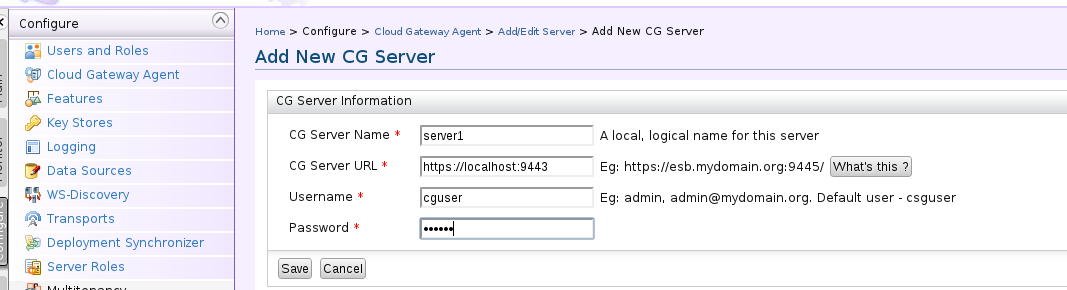 Configure
Users and Roles
Cloud Gateway Agent
Features
Key Stores
Logging
Data Sources
WS-Discovery
Transports
Deployment Synchronizer
Server Roles
Home > Configure > Cloud Gateway Agent > Add/Edit Server > Add New CG Server
Add New CG Server
CG Server Information
CG Server Name * server1 A local, logical name for this server
CG Server URL * https://localhost:9443 Eg: https://esb.mydomain.org:9445/ What's this ?
Username * cguser Eg: admin, admin@mydomain.org. Default user - csguser
Password * ••••••
Save Cancel